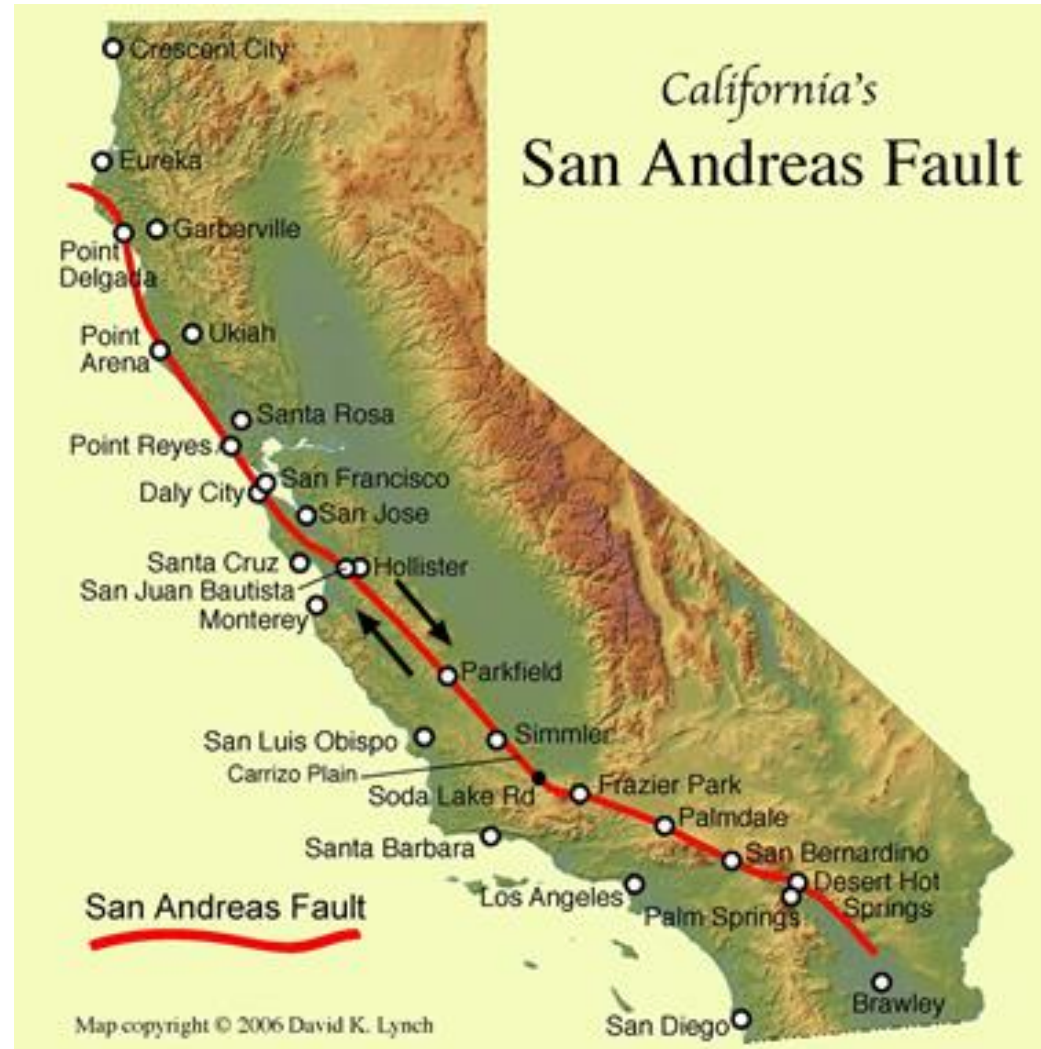 California's
San Andreas Fault
Crescent City
Eureka
Garberville
Point
Delgada
Ukiah
Point
Arena
Santa Rosa
Point Reyes
San Francisco
Daly City
San Jose
Santa Cruz
Hollister
San Juan Bautista
Monterey
Parkfield
San Luis Obispo
Simmler
Carrizo Plain
Soda Lake Rd
Frazier Park
Palmdale
Santa Barbara
San Bernardino
Los Angeles
Desert Hot
Springs
Palm Springs
San Andreas Fault
Brawley
San Diego
Map copyright © 2006 David K. Lynch